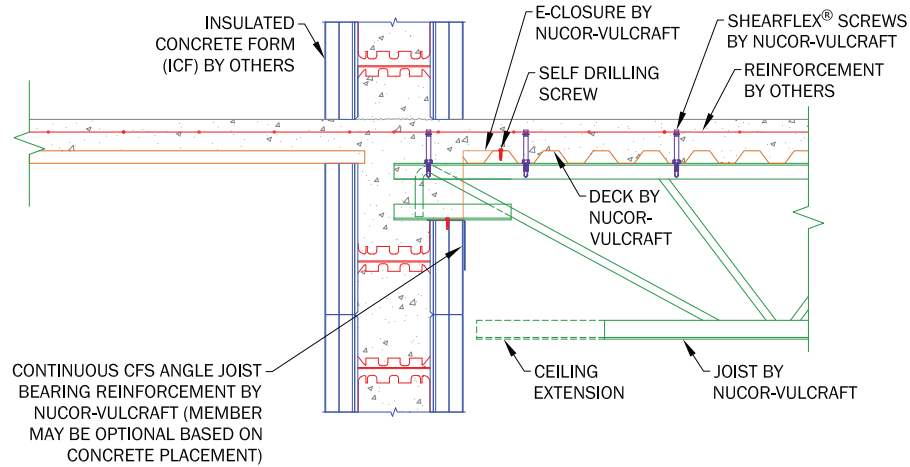 INSULATED
CONCRETE FORM
(ICF) BY OTHERS
E-CLOSURE BY
NUCOR-VULCRAFT
SELF DRILLING
SCREW
SHEARFLEX® SCREWS
BY NUCOR-VULCRAFT
REINFORCEMENT
BY OTHERS
DECK BY
NUCOR-
VULCRAFT
CONTINUOUS CFS ANGLE JOIST
BEARING REINFORCEMENT BY
NUCOR-VULCRAFT (MEMBER
MAY BE OPTIONAL BASED ON
CONCRETE PLACEMENT)
CEILING
EXTENSION
JOIST BY
NUCOR-VULCRAFT